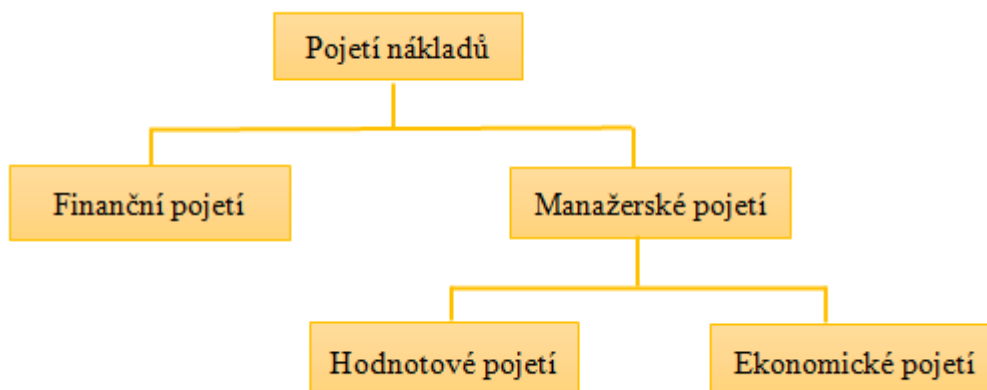 Pojetí nákladů
Finanční pojetí
Manažerské pojetí
Hodnotové pojetí
Ekonomické pojetí